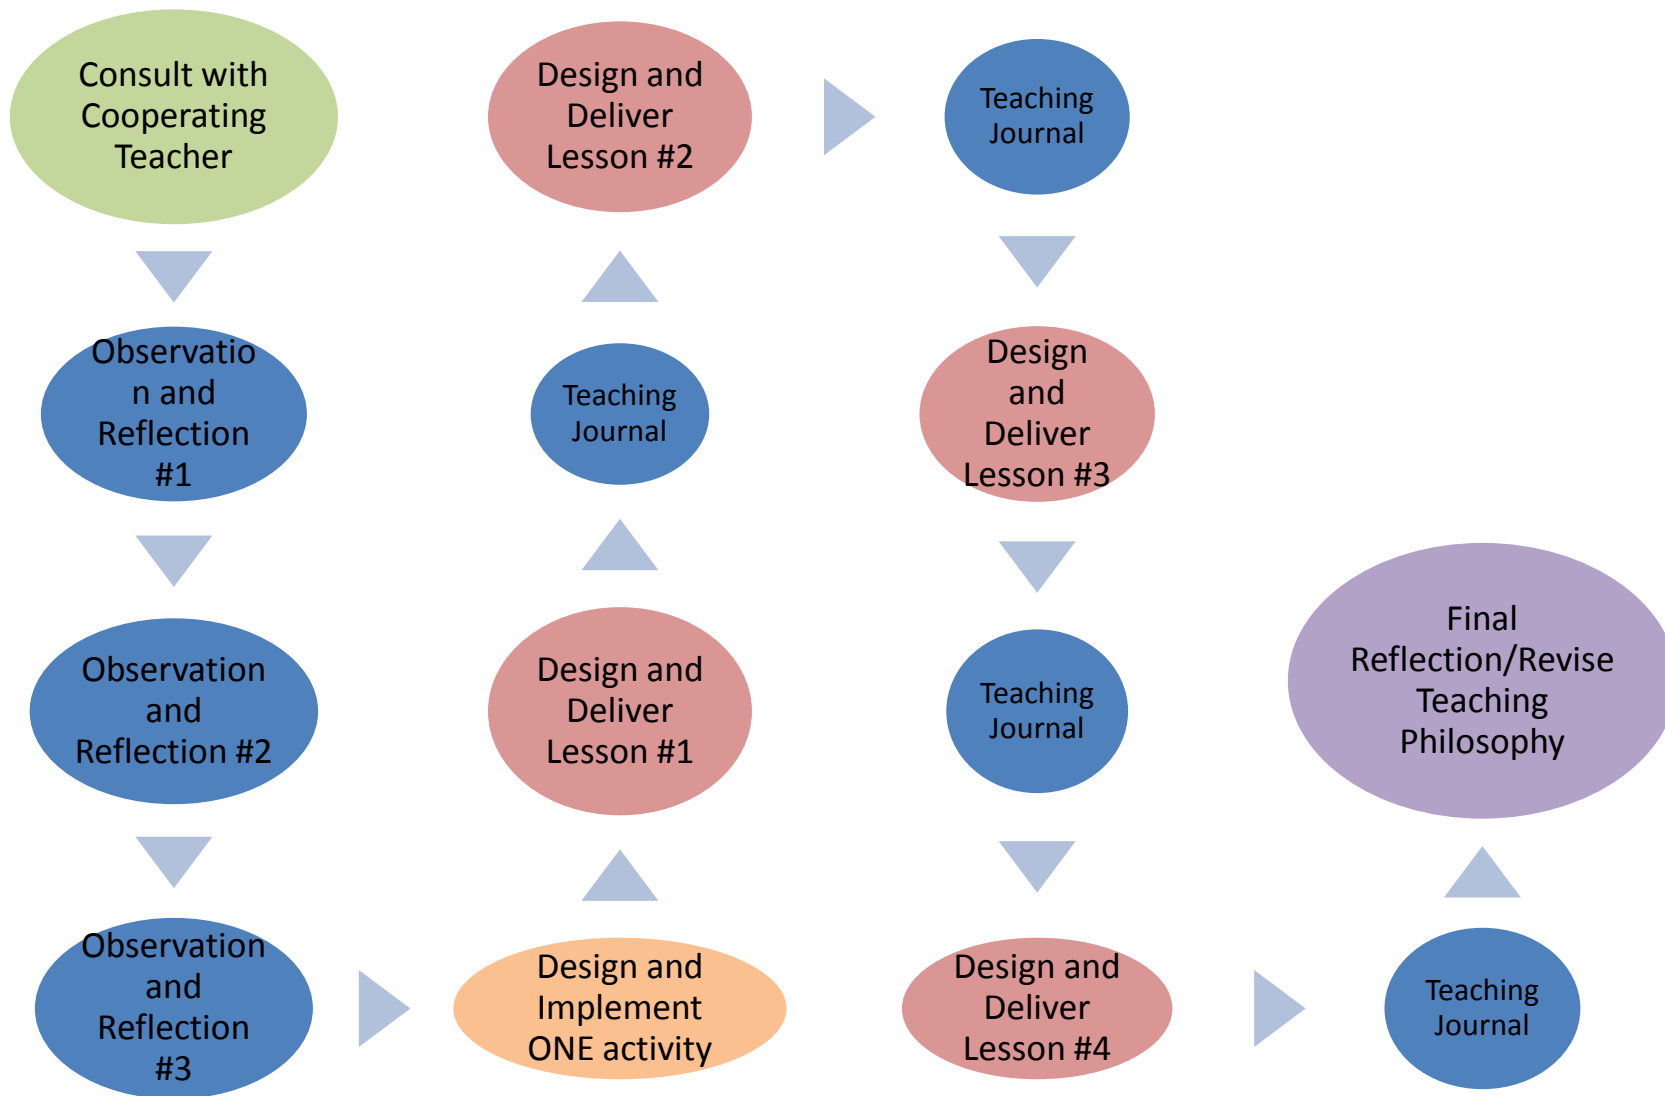 Consult with
Cooperating
Teacher
Observatio
n and
Reflection
#1
Observation
and
Reflection #2
Observation
and
Reflection
#3
Design and
Implement
ONE activity
Design and
Deliver
Lesson #1
Teaching
Journal
Design and
Deliver
Lesson #2
Teaching
Journal
Design
and
Deliver
Lesson #3
Teaching
Journal
Design and
Deliver
Lesson #4
Teaching
Journal
Final
Reflection/Revise
Teaching
Philosophy